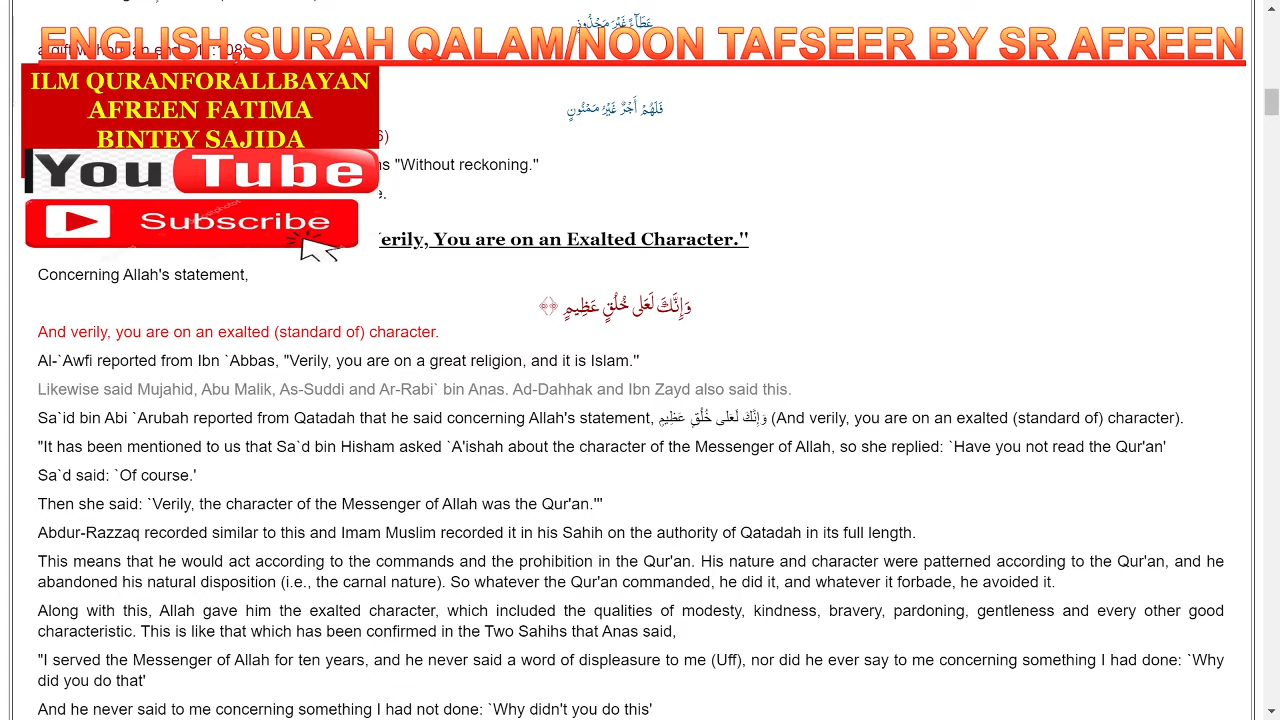 عَطَآءً غَيْرَ مَجْذُوذٍ
ENGLISH SURAH QALAM/NOON TAFSEER BY SR AFREEN
ILM QURANFORALLBAYAN
AFREEN FATIMA
BINTEY SAJIDA
فَلَهُمْ أَجْرٌ غَيْرُ مَمْنُونٍ
6)
"Without reckoning."
You Tube
e.
Subscribe
erily, You are on an Exalted Character."
Concerning Allah's statement,
وَإِنَّكَ لَعَلى خُلُقٍ عَظِيمٍ
And verily, you are on an exalted (standard of) character.
Al-`Awfi reported from Ibn `Abbas, "Verily, you are on a great religion, and it is Islam."
Likewise said Mujahid, Abu Malik, As-Suddi and Ar-Rabi` bin Anas. Ad-Dahhak and Ibn Zayd also said this.
Sa`id bin Abi `Arubah reported from Qatadah that he said concerning Allah's statement, وَإِنَّكَ لَعَلى خُلُقٍ عَظِيمٍ (And verily, you are on an exalted (standard of) character).
"It has been mentioned to us that Sa`d bin Hisham asked `A'ishah about the character of the Messenger of Allah, so she replied: `Have you not read the Qur'an'
Sa`d said: `Of course.'
Then she said: `Verily, the character of the Messenger of Allah was the Qur'an.'"
Abdur-Razzaq recorded similar to this and Imam Muslim recorded it in his Sahih on the authority of Qatadah in its full length.
This means that he would act according to the commands and the prohibition in the Qur'an. His nature and character were patterned according to the Qur'an, and he
abandoned his natural disposition (i.e., the carnal nature). So whatever the Qur'an commanded, he did it, and whatever it forbade, he avoided it.
Along with this, Allah gave him the exalted character, which included the qualities of modesty, kindness, bravery, pardoning, gentleness and every other good
characteristic. This is like that which has been confirmed in the Two Sahihs that Anas said,
"I served the Messenger of Allah for ten years, and he never said a word of displeasure to me (Uff), nor did he ever say to me concerning something I had done: `Why
did you do that'
And he never said to me concerning something I had not done: `Why didn't you do this'